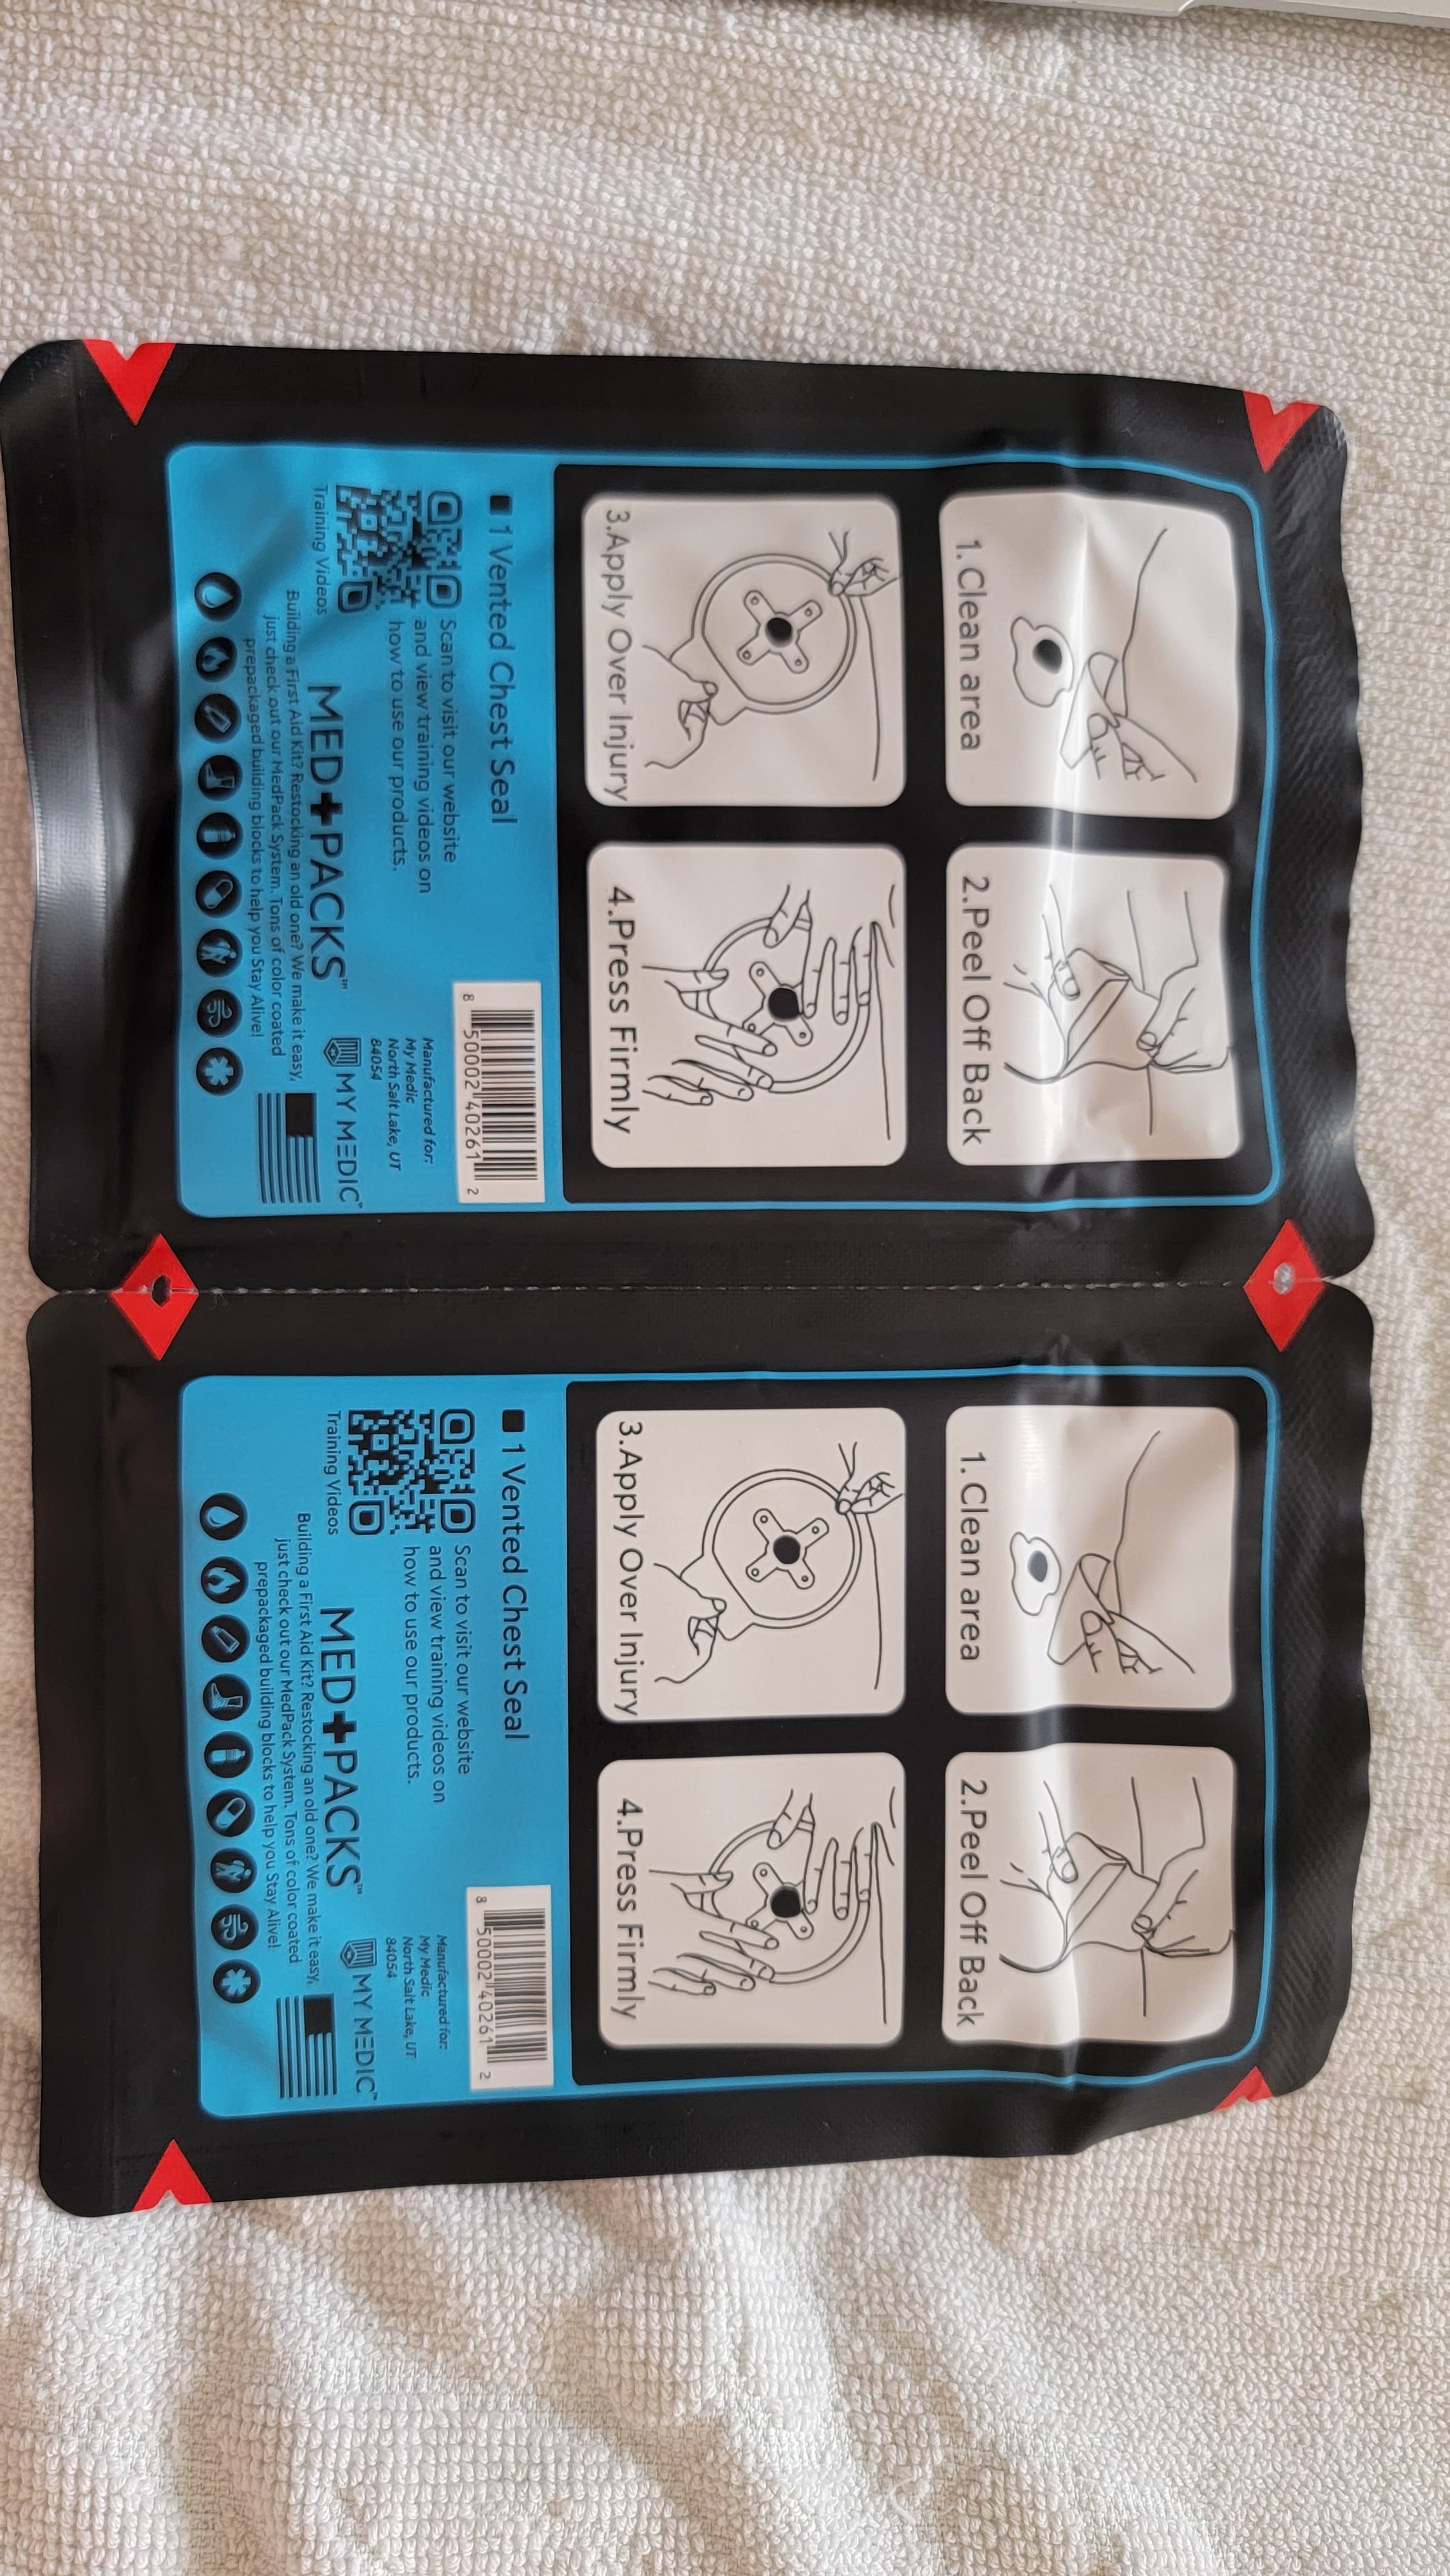 1. Clean area
2.Peel Off Back
3.Apply Over Injury
4.Press Firmly
1 Vented Chest Seal
Scan to visit our website
and view training videos on
how to use our products.
Training Videos
8 50002 40261 2
Manufactured for:
My Medic
North Salt Lake, UT
84054
MED+PACKS™
MY MEDIC™
Building a First Aid Kit? Restocking an old one? We make it easy,
just check out our MedPack System. Tons of color coated
prepackaged building blocks to help you Stay Alive!
1. Clean area
2.Peel Off Back
3.Apply Over Injury
4.Press Firmly
1 Vented Chest Seal
Scan to visit our website
and view training videos on
how to use our products.
Training Videos
8 50002 40261 2
Manufactured for:
My Medic
North Salt Lake, UT
84054
MED+PACKS™
MY MEDIC™
Building a First Aid Kit? Restocking an old one? We make it easy,
just check out our MedPack System. Tons of color coated
prepackaged building blocks to help you Stay Alive!